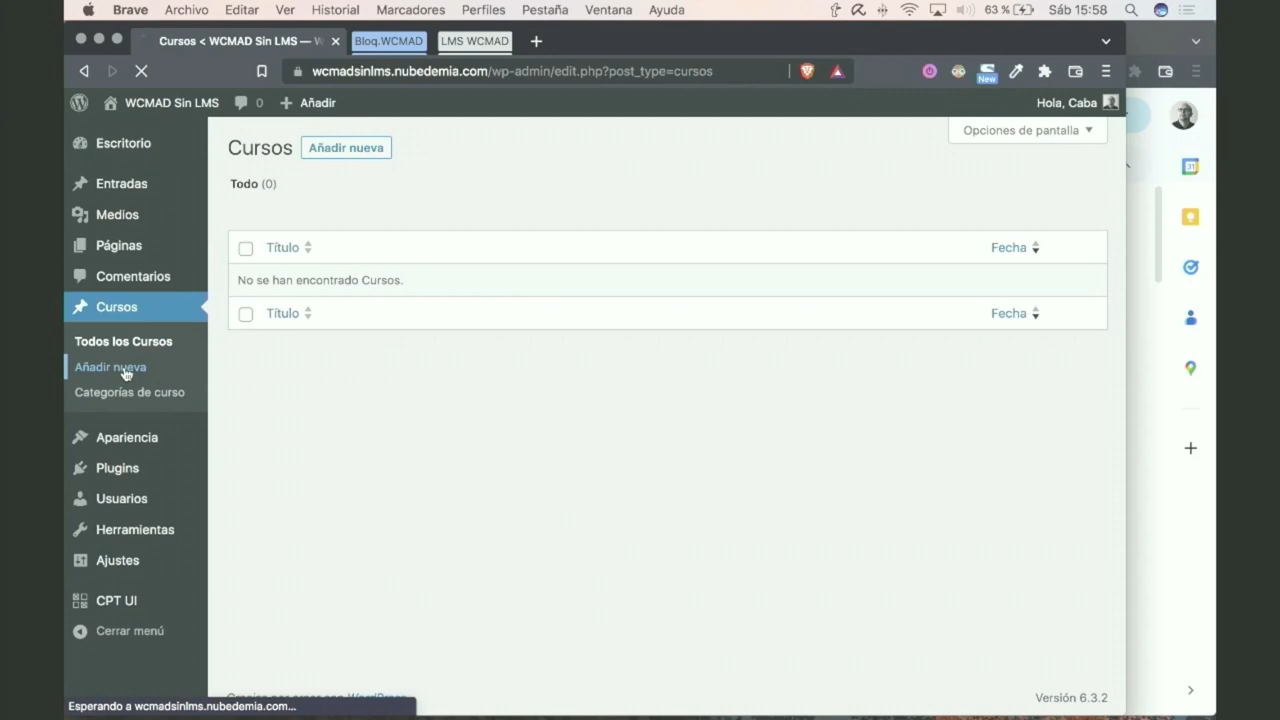 Brave Archivo Editar Ver Historial Marcadores Perfiles Pestaña Ventana Ayuda 63 % Sáb 15:58
Cursos < WCMAD Sin LMS — Bloq.WCMAD LMS WCMAD
wcmadsinlms.nubedemia.com/wp-admin/edit.php?post_type=cursos New
WCMAD Sin LMS 0 Añadir Hola, Caba
Opciones de pantalla
Escritorio
Entradas
Medios
Páginas
Comentarios
Cursos
Todos los Cursos
Añadir nueva
Categorías de curso
Apariencia
Plugins
Usuarios
Herramientas
Ajustes
CPT UI
Cerrar menú
Cursos Añadir nueva
Todo (0)
Título Fecha
No se han encontrado Cursos.
Título Fecha
Versión 6.3.2
Esperando a wcmadsinlms.nubedemia.com...
31